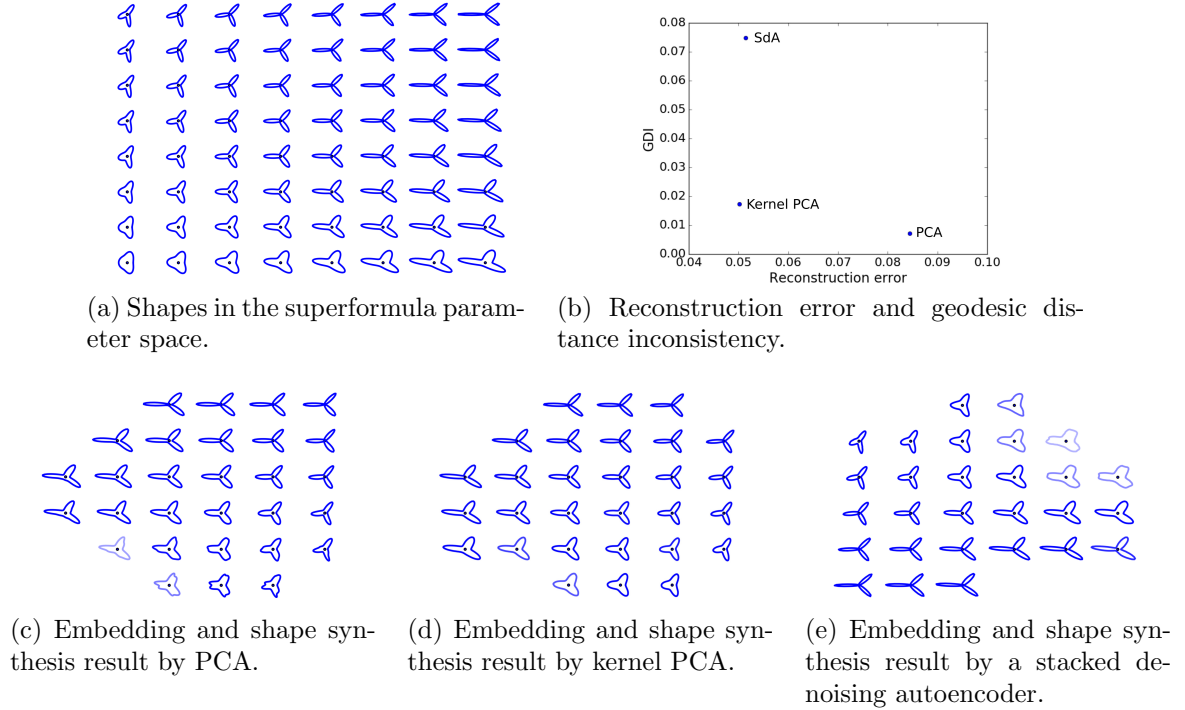 0.08
0.07
0.06
0.05
0.04
0.03
0.02
0.01
0.00
GDI
SdA
Kernel PCA
PCA
0.04 0.05 0.06 0.07 0.08 0.09 0.10
Reconstruction error
(a) Shapes in the superformula param-
eter space.
(b) Reconstruction error and geodesic dis-
tance inconsistency.
(c) Embedding and shape syn-
thesis result by PCA.
(d) Embedding and shape syn-
thesis result by kernel PCA.
(e) Embedding and shape syn-
thesis result by a stacked de-
noising autoencoder.